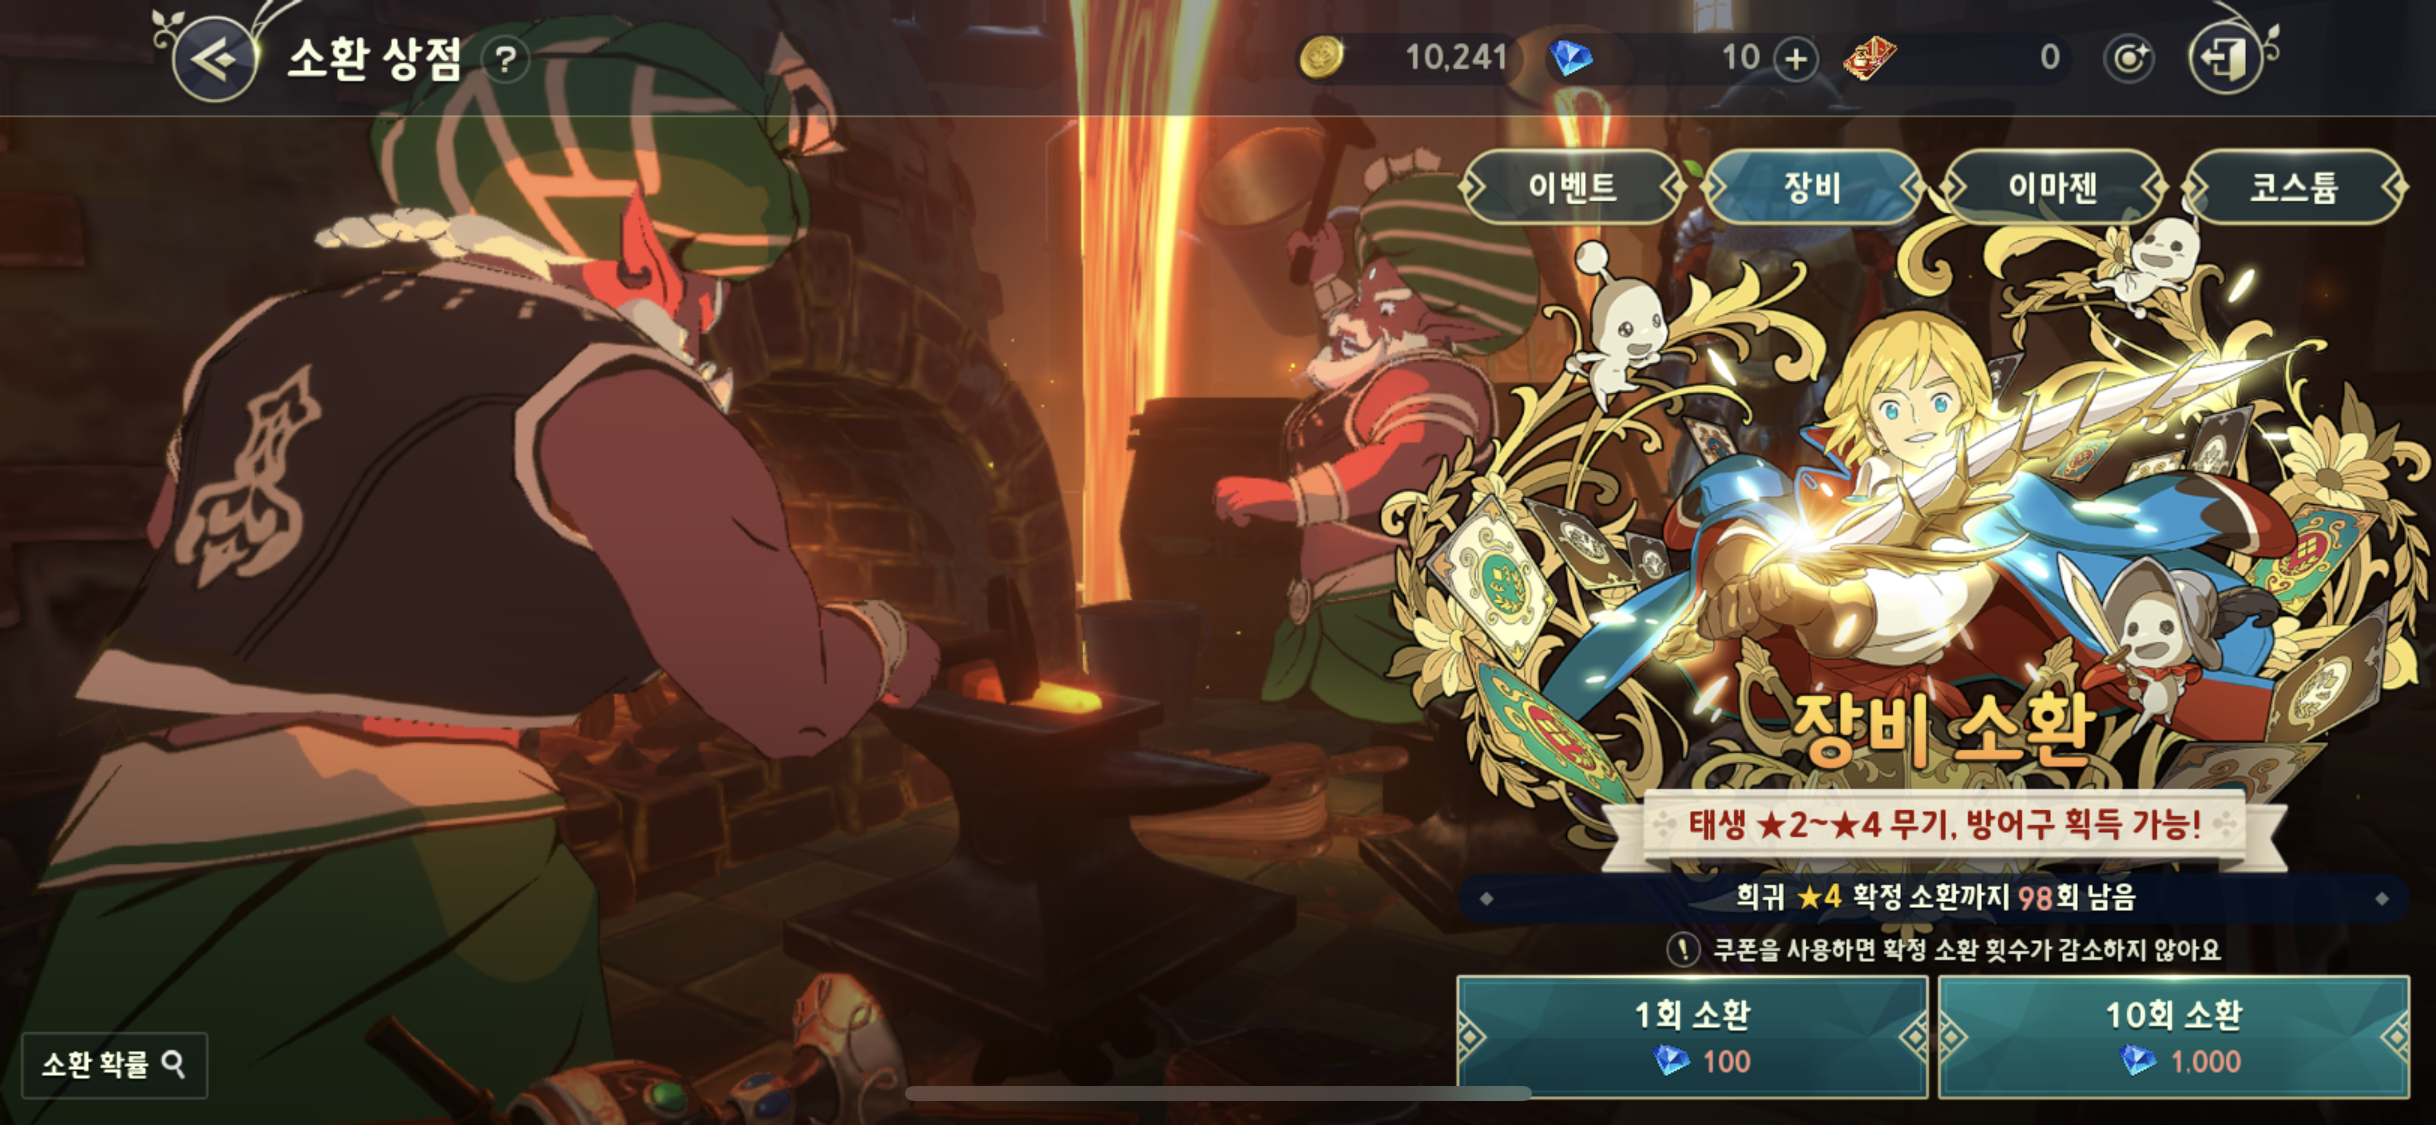 소환 상점 ?
10,241
10 +
0
이벤트
장비
이마젠
코스튬
장비 소환
태생 ★2~★4 무기, 방어구 획득 가능!
희귀 ★4 확정 소환까지 98회 남음
! 쿠폰을 사용하면 확정 소환 횟수가 감소하지 않아요
1회 소환
100
10회 소환
1,000
소환 확률